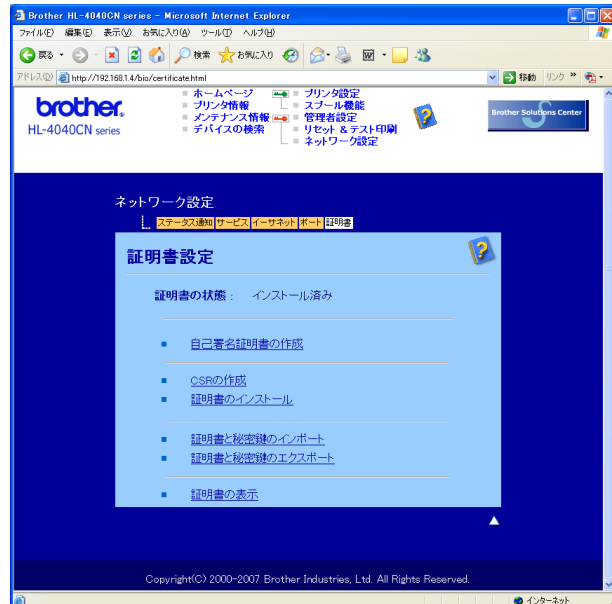 Brother HL-4040CN series - Microsoft Internet Explorer
ファイル(F) 編集(E) 表示(V) お気に入り(A) ツール(T) ヘルプ(H)
戻る 検索 お気に入り
アドレス(D) http://192.168.1.4/bio/certificate.html 移動 リンク »
brother.
HL-4040CN series
ホームページ
プリンタ情報
メンテナンス情報
デバイスの検索
プリンタ設定
スプール機能
管理者設定
リセット & テスト印刷
ネットワーク設定
Brother Solutions Center
ネットワーク設定
ステータス通知 サービス イーサネット ポート 証明書
証明書設定
証明書の状態 : インストール済み
自己署名証明書の作成
CSRの作成
証明書のインストール
証明書と秘密鍵のインポート
証明書と秘密鍵のエクスポート
証明書の表示
Copyright(C) 2000-2007 Brother Industries, Ltd. All Rights Reserved.
インターネット